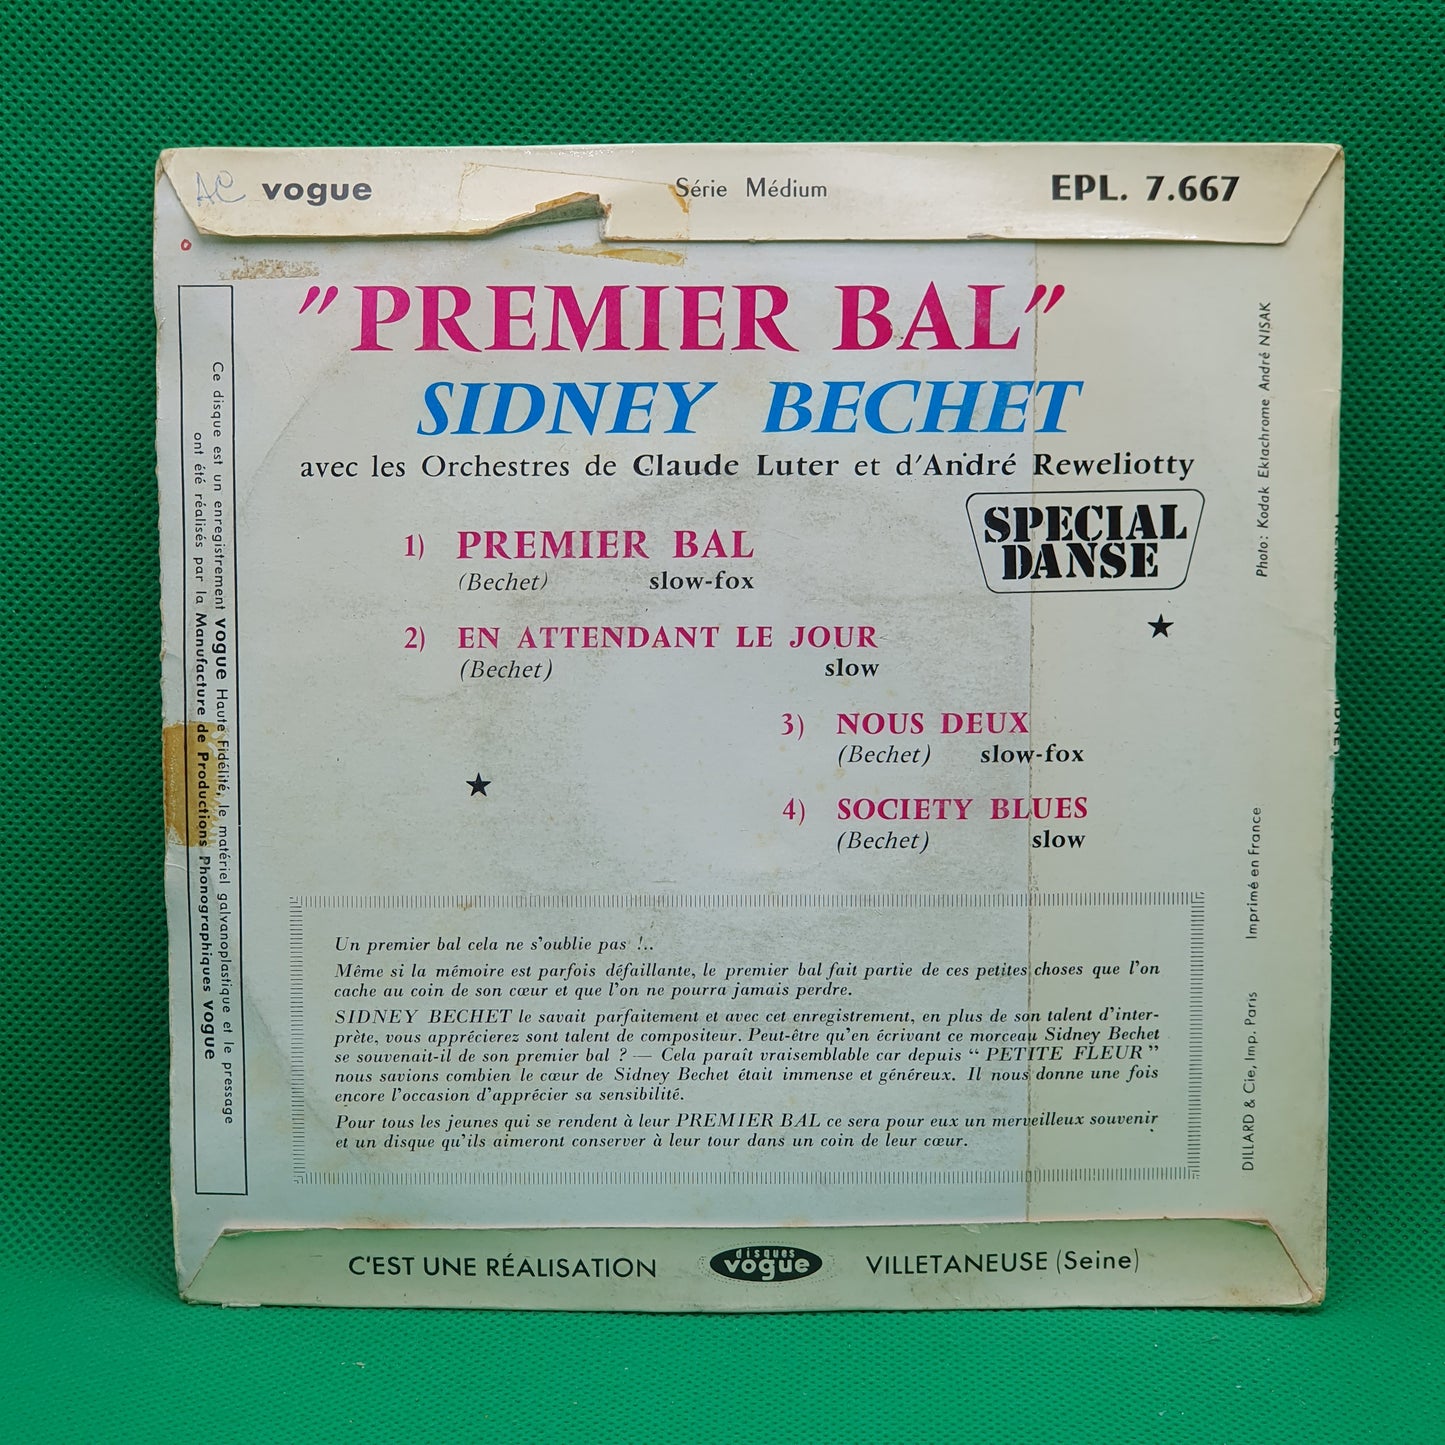 AC vogue Série Médium EPL. 7.667
"PREMIER BAL"
SIDNEY BECHET
avec les Orchestres de Claude Luter et d'André Reweliotty
SPECIAL
DANSE
1) PREMIER BAL
(Bechet) slow-fox
2) EN ATTENDANT LE JOUR
(Bechet) slow
3) NOUS DEUX
(Bechet) slow-fox
4) SOCIETY BLUES
(Bechet) slow
Un premier bal cela ne s'oublie pas !..
Même si la mémoire est parfois défaillante, le premier bal fait partie de ces petites choses que l'on
cache au coin de son cœur et que l'on ne pourra jamais perdre.
SIDNEY BECHET le savait parfaitement et avec cet enregistrement, en plus de son talent d'inter-
prète, vous apprécierez sont talent de compositeur. Peut-être qu'en écrivant ce morceau Sidney Bechet
se souvenait-il de son premier bal ? — Cela paraît vraisemblable car depuis " PETITE FLEUR "
nous savions combien le cœur de Sidney Bechet était immense et généreux. Il nous donne une fois
encore l'occasion d'apprécier sa sensibilité.
Pour tous les jeunes qui se rendent à leur PREMIER BAL ce sera pour eux un merveilleux souvenir
et un disque qu'ils aimeront conserver à leur tour dans un coin de leur cœur.
C'EST UNE RÉALISATION disques vogue VILLETANEUSE (Seine)
Ce disque est un enregistrement vogue Haute Fidélité, le matériel galvanoplastique et le pressage
ont été réalisés par la Manufacture de Productions Phonographiques vogue
Photo: Kodak Ektachrome André NISAK
Imprimé en France
DILLARD & Cie, Imp. Paris
SIDNEY